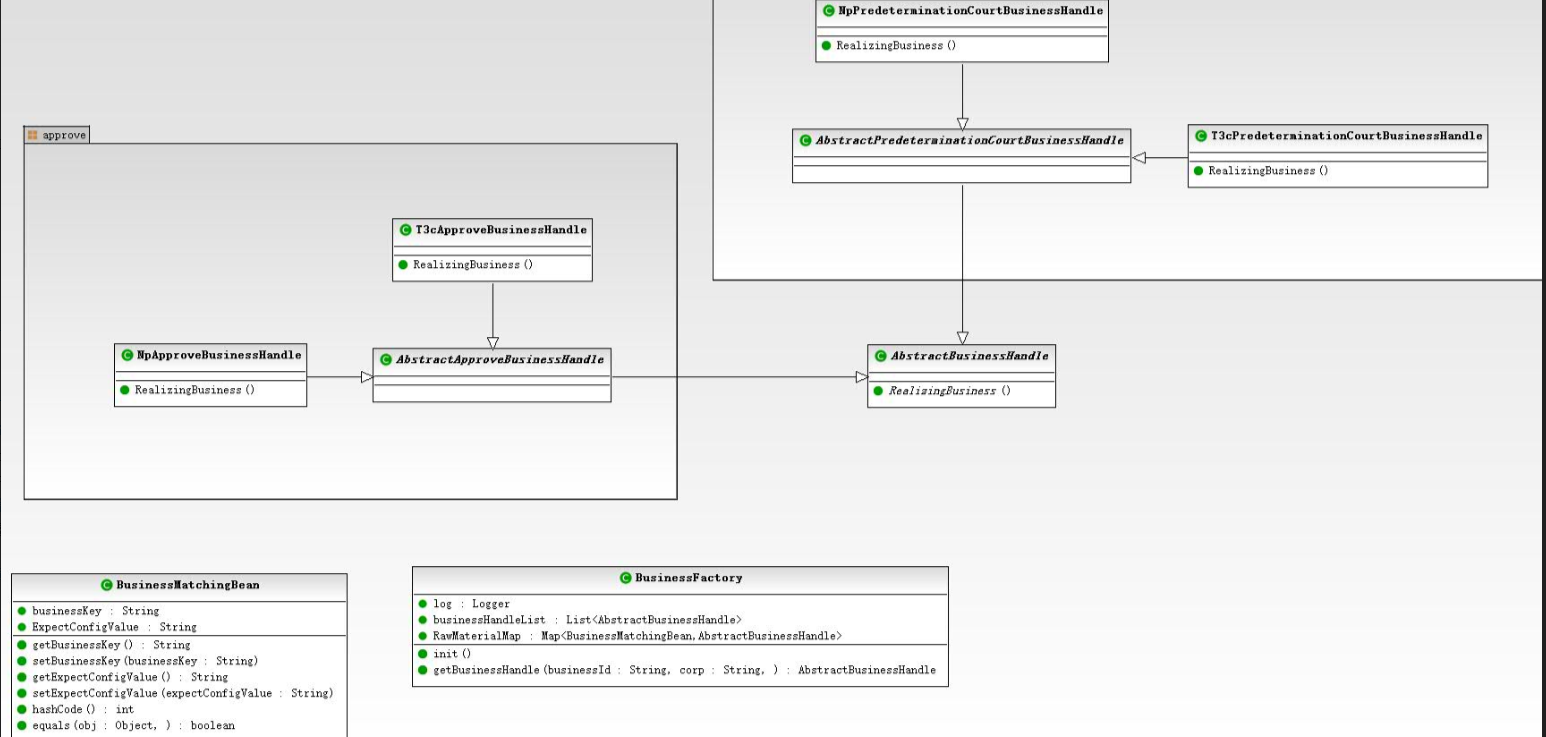 NpPredeterminationCourtBusinessHandle
RealizingBusiness ()
AbstractPredeterminationCourtBusinessHandle
T3cPredeterminationCourtBusinessHandle
RealizingBusiness ()
approve
T3cApproveBusinessHandle
RealizingBusiness ()
NpApproveBusinessHandle
RealizingBusiness ()
AbstractApproveBusinessHandle
AbstractBusinessHandle
RealizingBusiness ()
BusinessMatchingBean
businessKey : String
ExpectConfigValue : String
getBusinessKey() : String
setBusinessKey(businessKey : String)
getExpectConfigValue() : String
setExpectConfigValue(expectConfigValue : String)
hashCode() : int
equals(obj : Object, ) : boolean
BusinessFactory
log : Logger
businessHandleList : List<AbstractBusinessHandle>
RawMaterialMap : Map<BusinessMatchingBean,AbstractBusinessHandle>
init()
getBusinessHandle(businessId : String, corp : String, ) : AbstractBusinessHandle